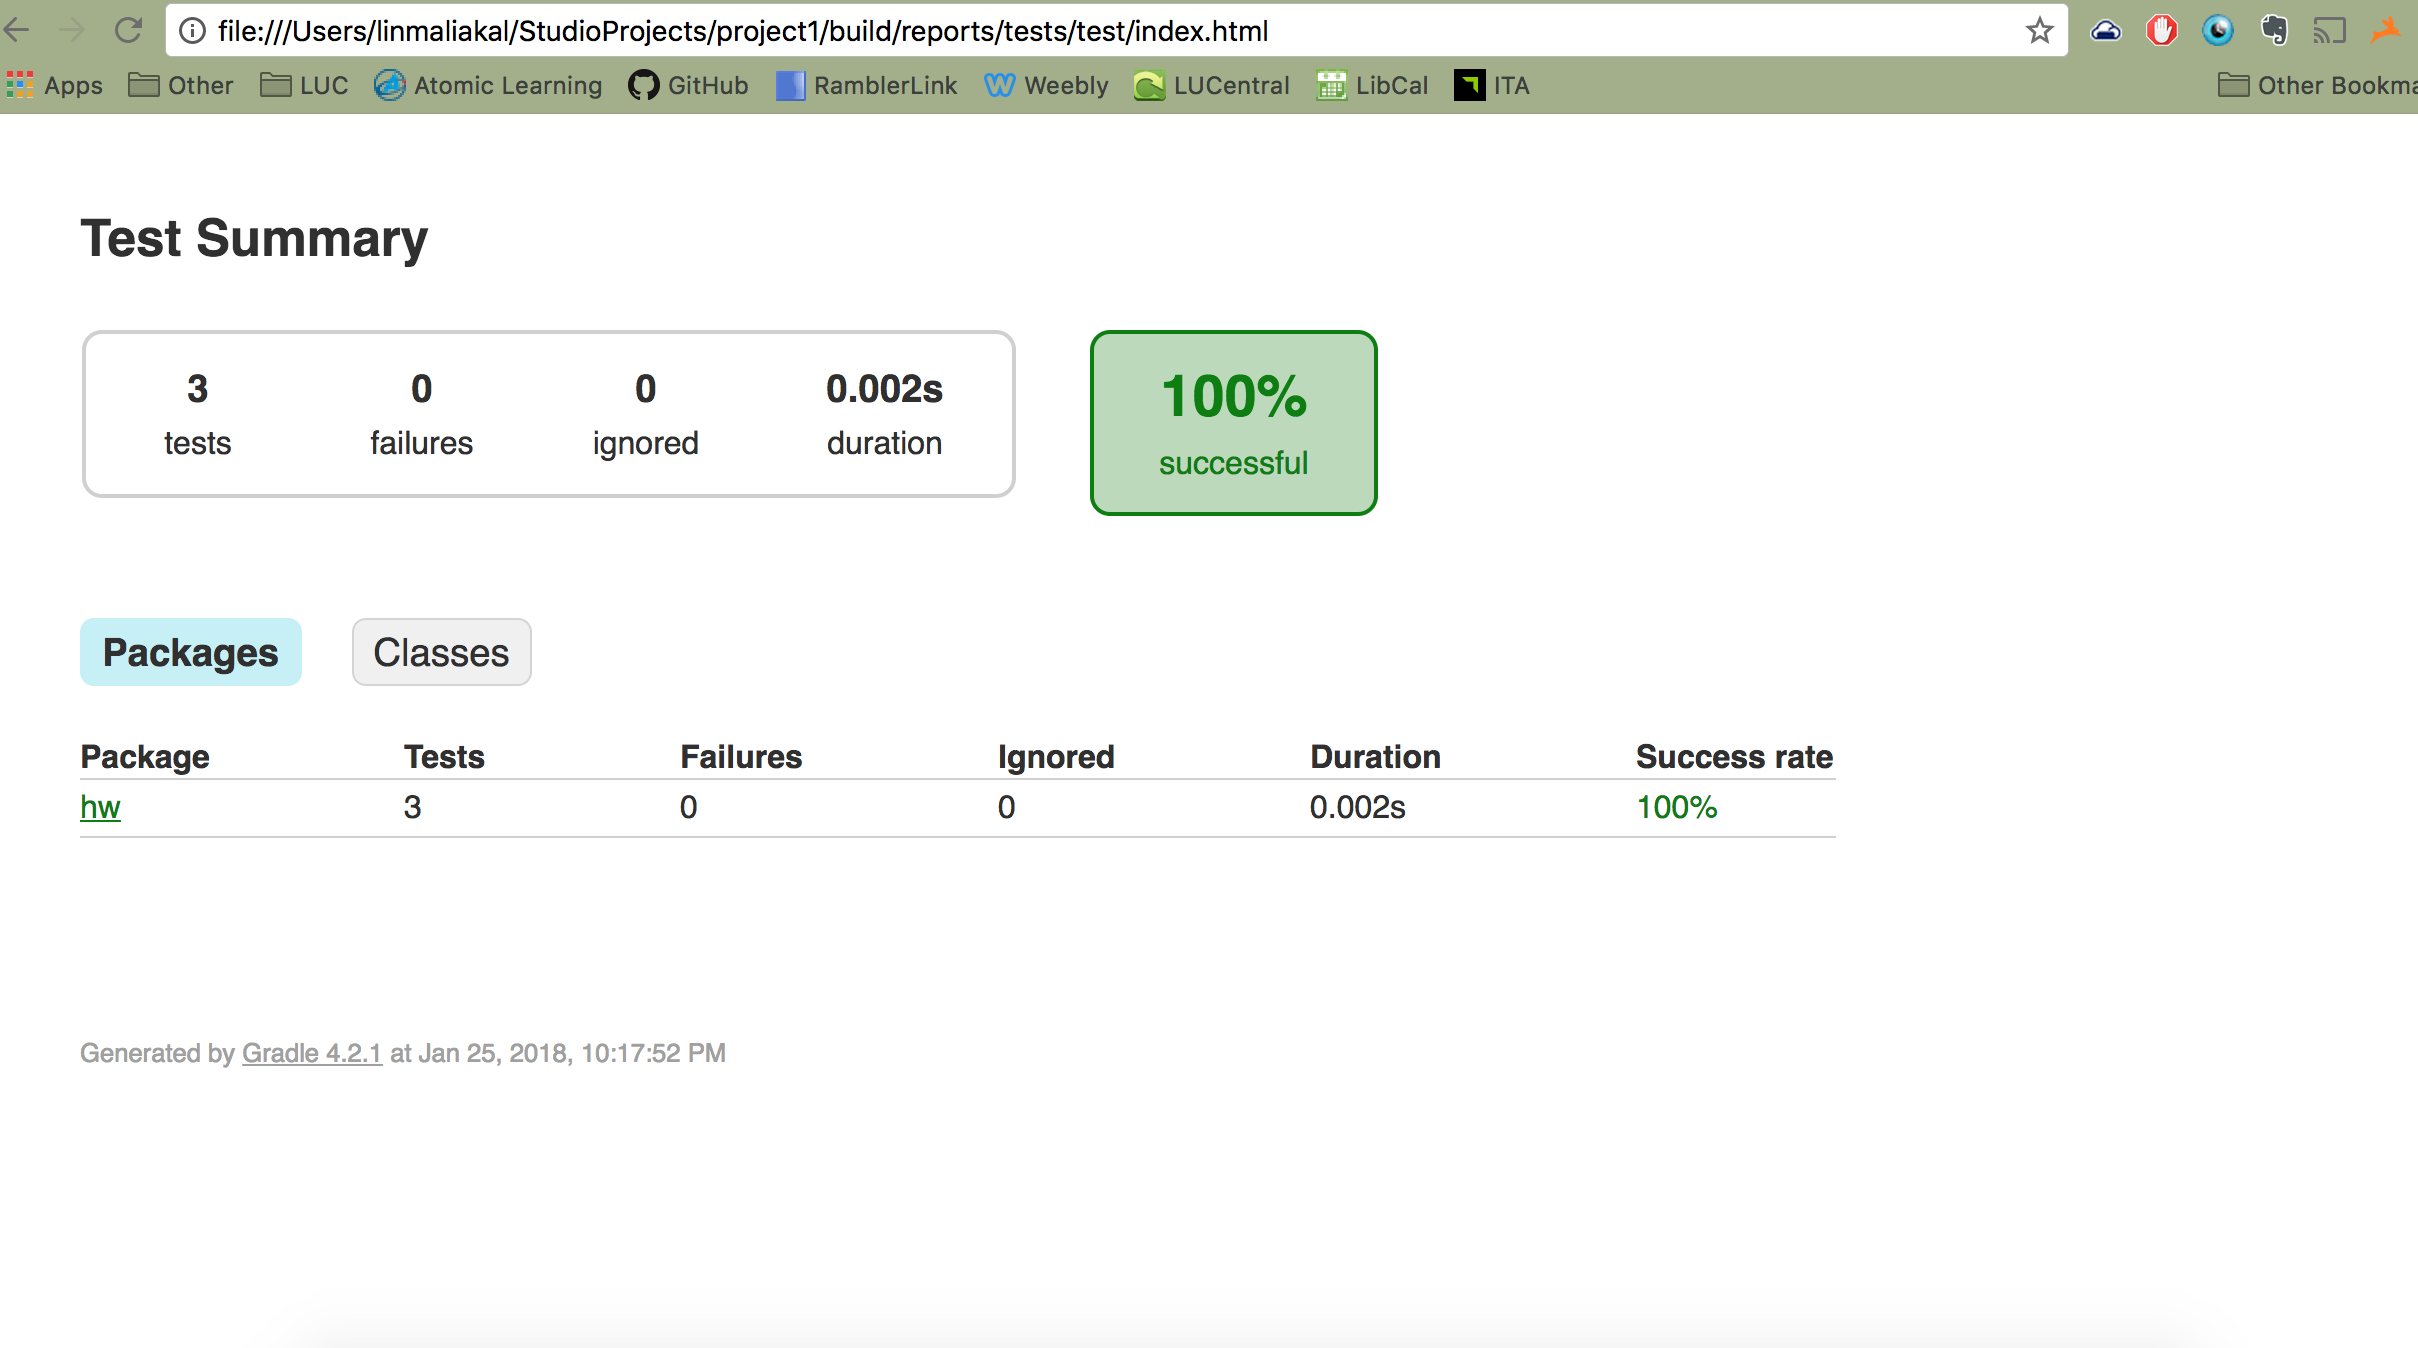 file:///Users/linmaliakal/StudioProjects/project1/build/reports/tests/test/index.html
Apps Other LUC Atomic Learning GitHub RamblerLink Weebly LUCentral LibCal ITA Other Bookma
Test Summary
3 0 0 0.002s
tests failures ignored duration
100%
successful
Packages Classes
Package Tests Failures Ignored Duration Success rate
hw 3 0 0 0.002s 100%
Generated by Gradle 4.2.1 at Jan 25, 2018, 10:17:52 PM